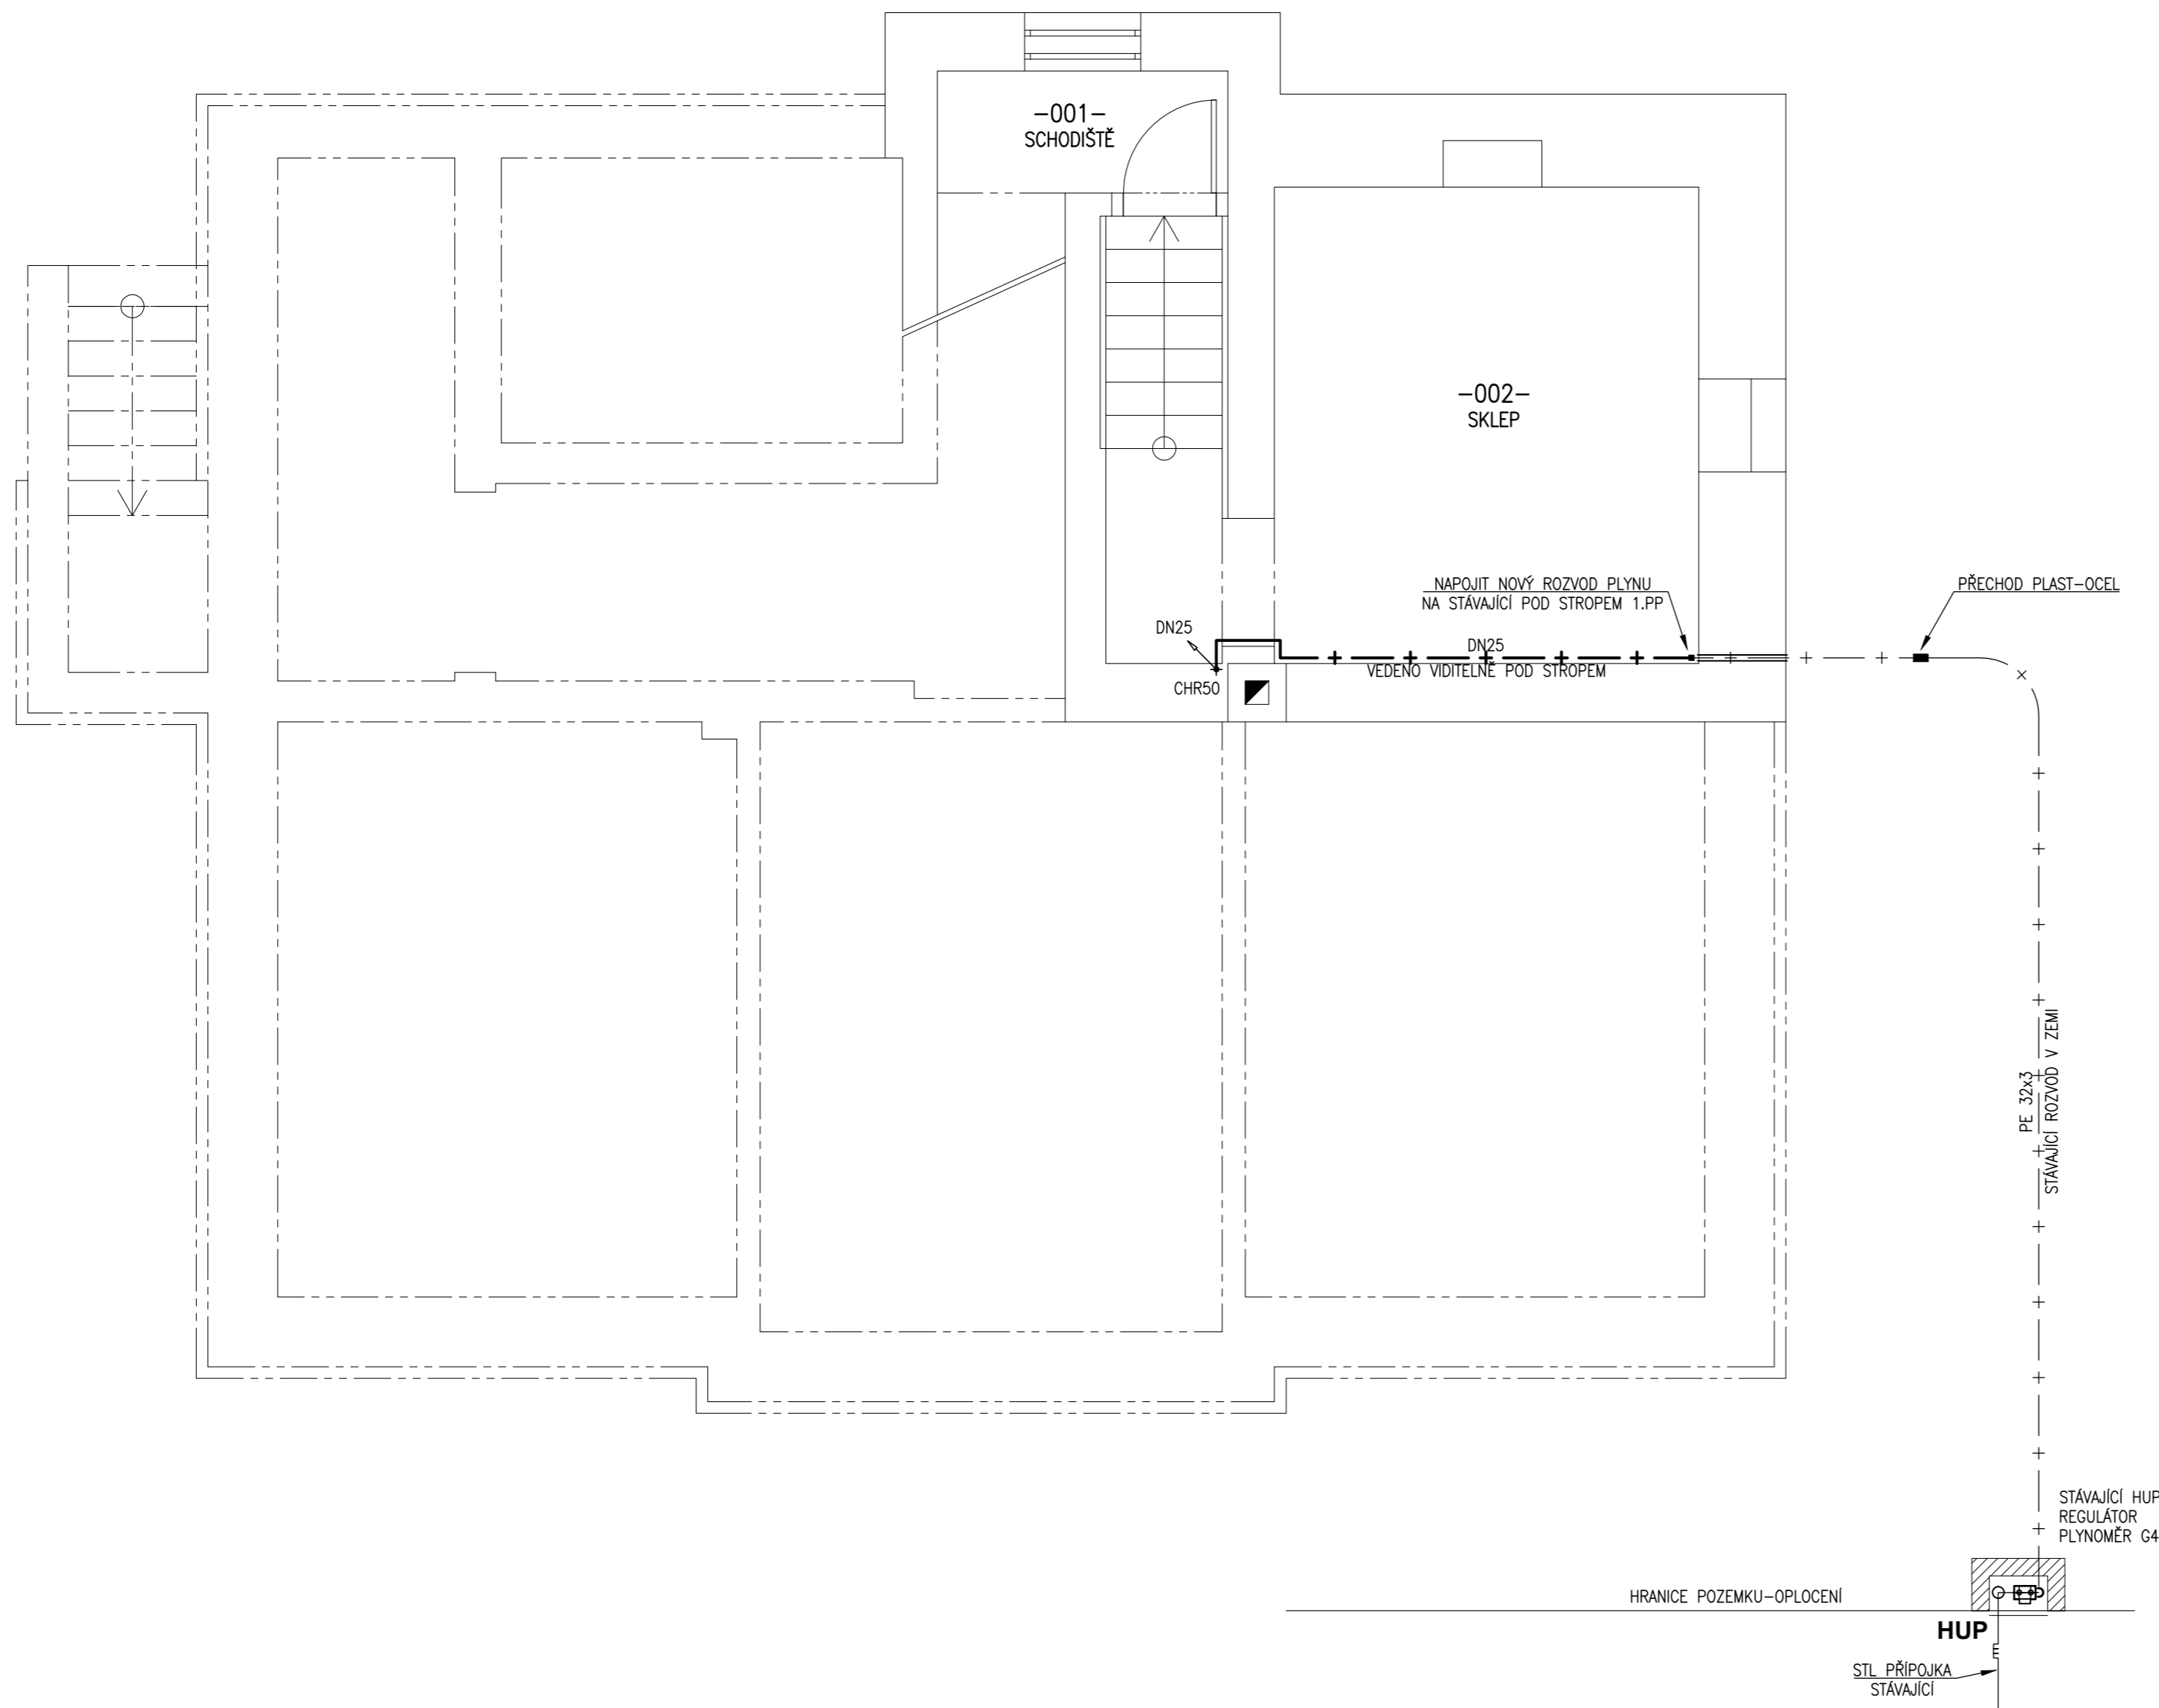 -001-
SCHODIŠTĚ
-002-
SKLEP
NAPOJIT NOVÝ ROZVOD PLYNU
NA STÁVAJÍCÍ POD STROPEM 1.PP
PŘECHOD PLAST-OCEL
DN25
DN25
VEDENO VIDITELNĚ POD STROPEM
CHR50
PE 32x3
STÁVAJÍCÍ ROZVOD V ZEMI
STÁVAJÍCÍ HUP
REGULÁTOR
PLYNOMĚR G4
HRANICE POZEMKU-OPLOCENÍ
HUP
STL PŘÍPOJKA
STÁVAJÍCÍ